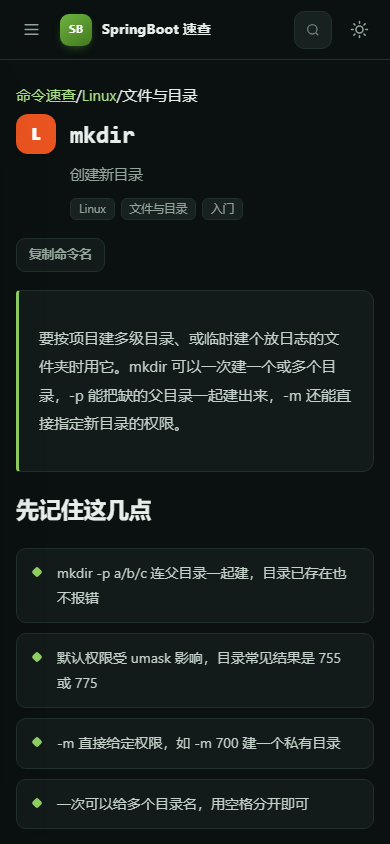 SB SpringBoot 速查
命令速查/Linux/文件与目录
L mkdir
创建新目录
Linux 文件与目录 入门
复制命令名
要按项目建多级目录、或临时建个放日志的文
件夹时用它。mkdir 可以一次建一个或多个目
录，-p 能把缺的父目录一起建出来，-m 还能直
接指定新目录的权限。
先记住这几点
mkdir -p a/b/c 连父目录一起建，目录已存在也
不报错
默认权限受 umask 影响，目录常见结果是 755
或 775
-m 直接给定权限，如 -m 700 建一个私有目录
一次可以给多个目录名，用空格分开即可